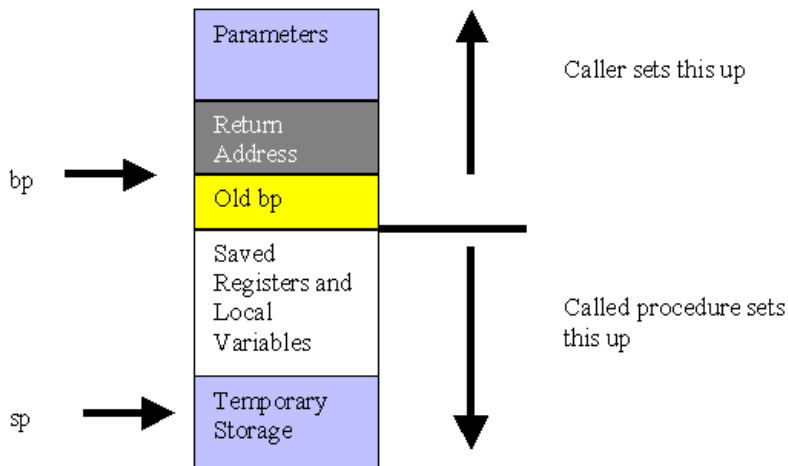 Parameters
Caller sets this up
Return
Address
bp
Old bp
Saved
Registers and
Local
Variables
Called procedure sets
this up
sp
Temporary
Storage